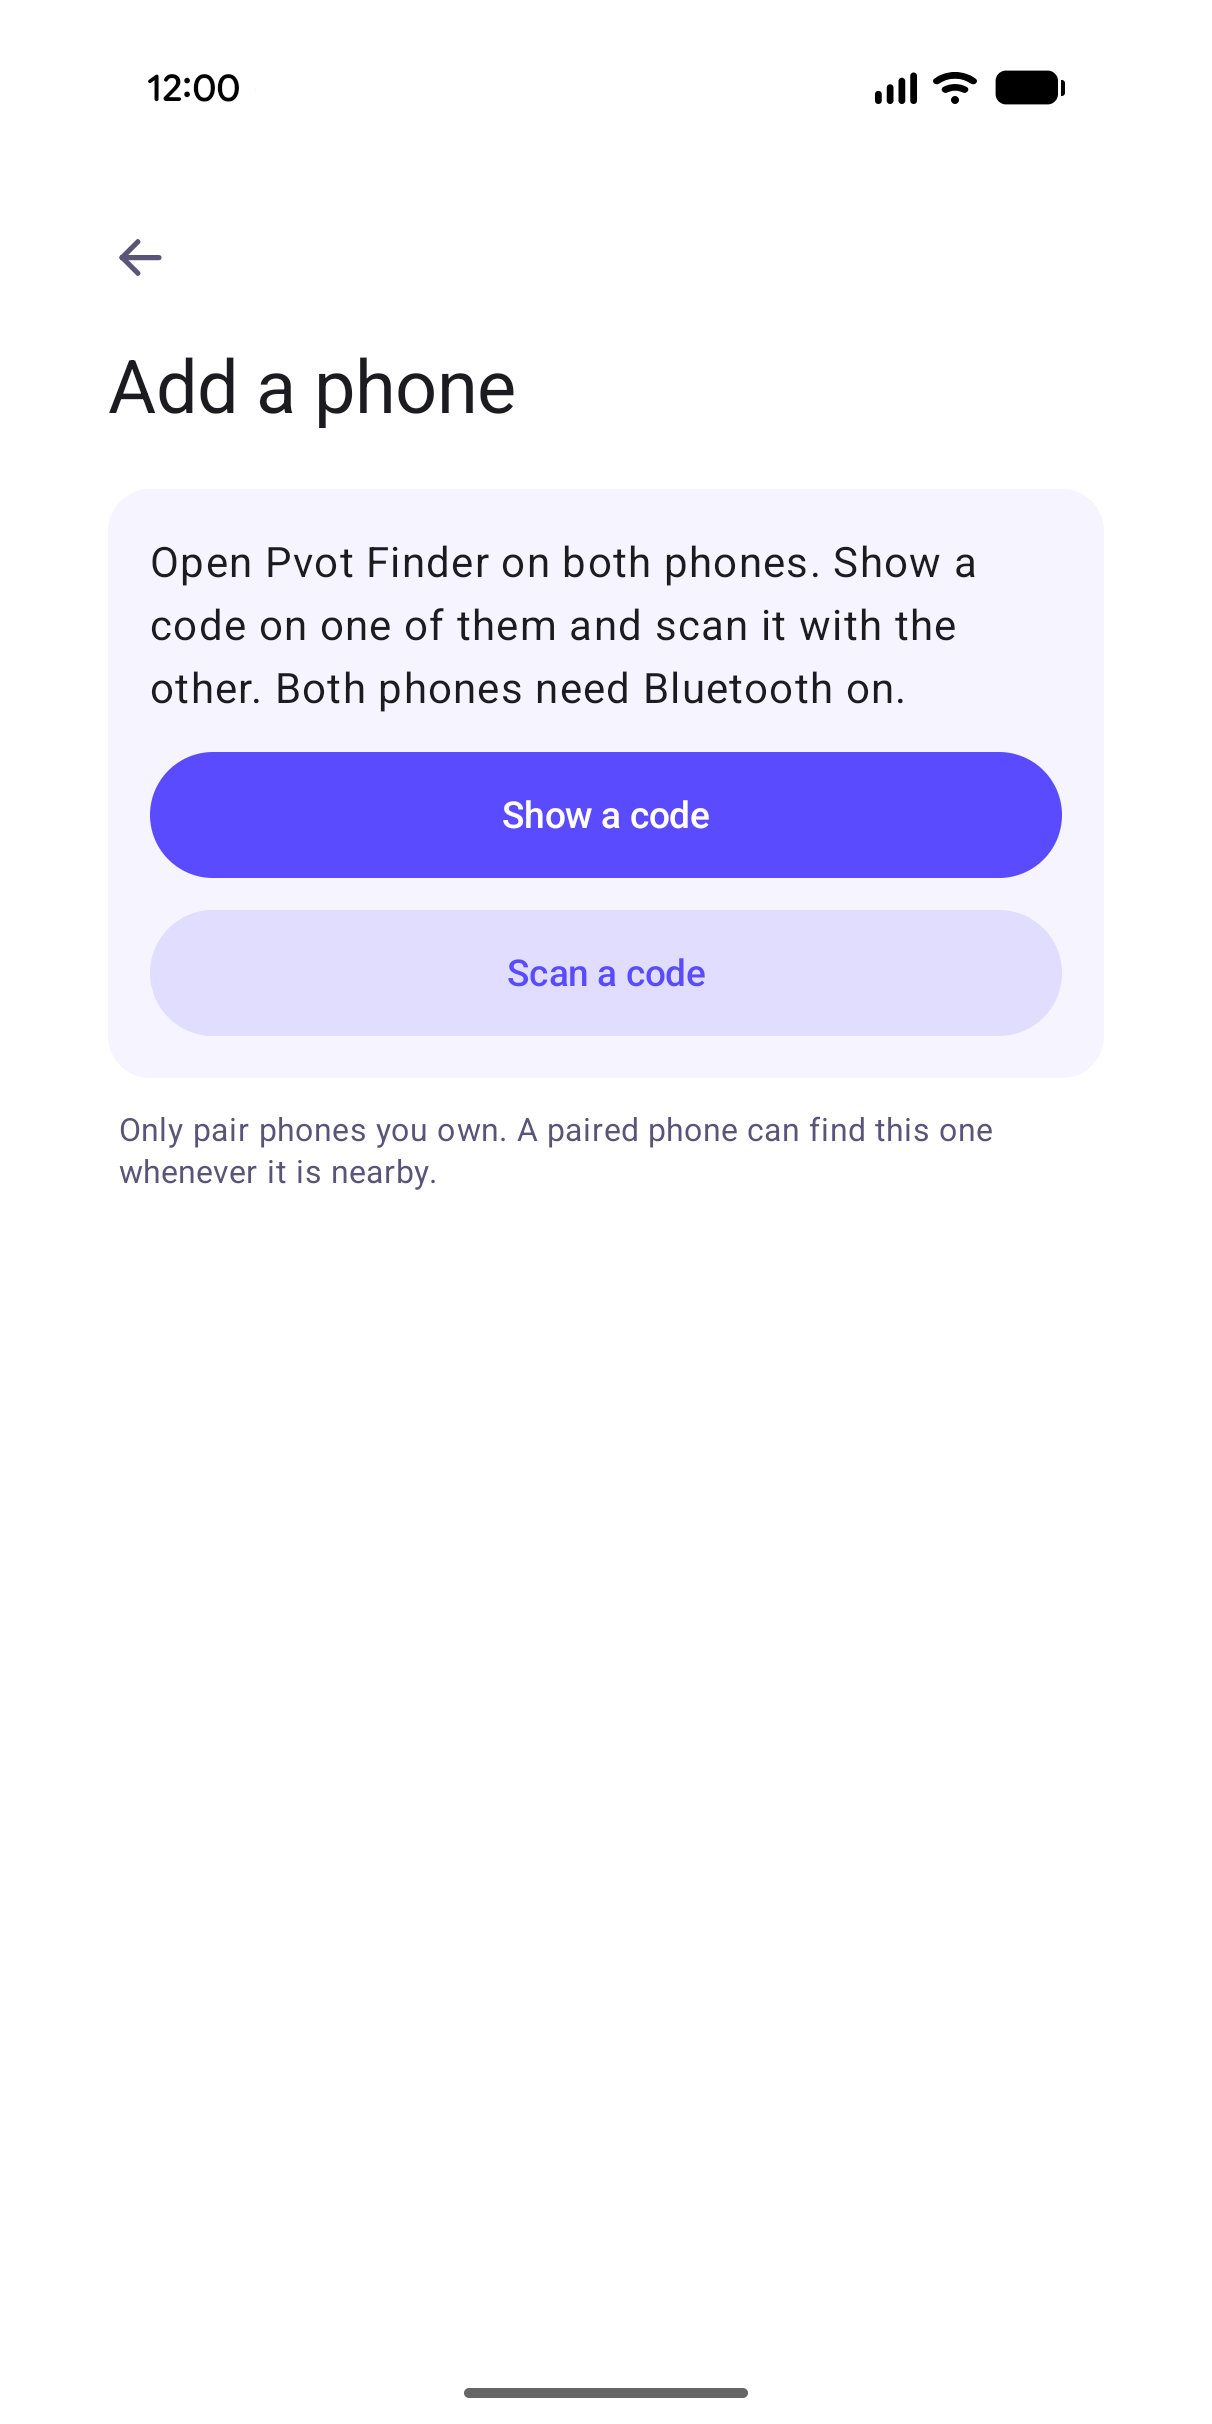 12:00
Add a phone
Open Pvot Finder on both phones. Show a
code on one of them and scan it with the
other. Both phones need Bluetooth on.
Show a code
Scan a code
Only pair phones you own. A paired phone can find this one
whenever it is nearby.